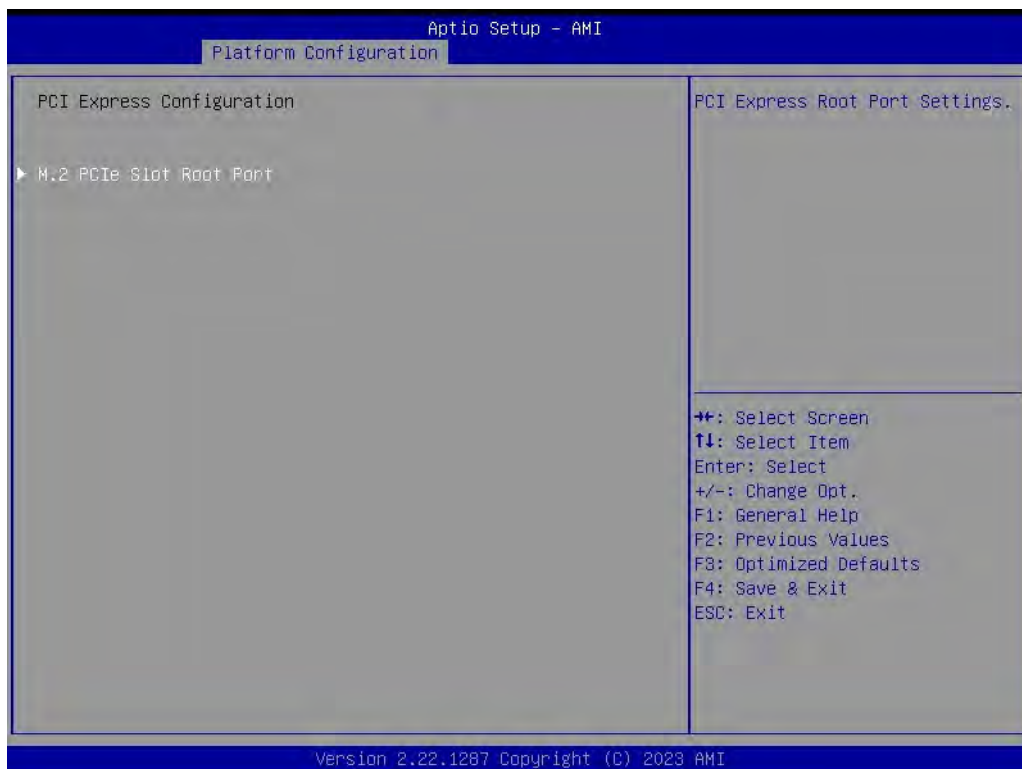 Aptio Setup - AMI
Platform Configuration
PCI Express Configuration
M.2 PCIe Slot Root Port
PCI Express Root Port Settings.
→←: Select Screen
↑↓: Select Item
Enter: Select
+/-: Change Opt.
F1: General Help
F2: Previous Values
F3: Optimized Defaults
F4: Save & Exit
ESC: Exit
Version 2.22.1287 Copyright (C) 2023 AMI